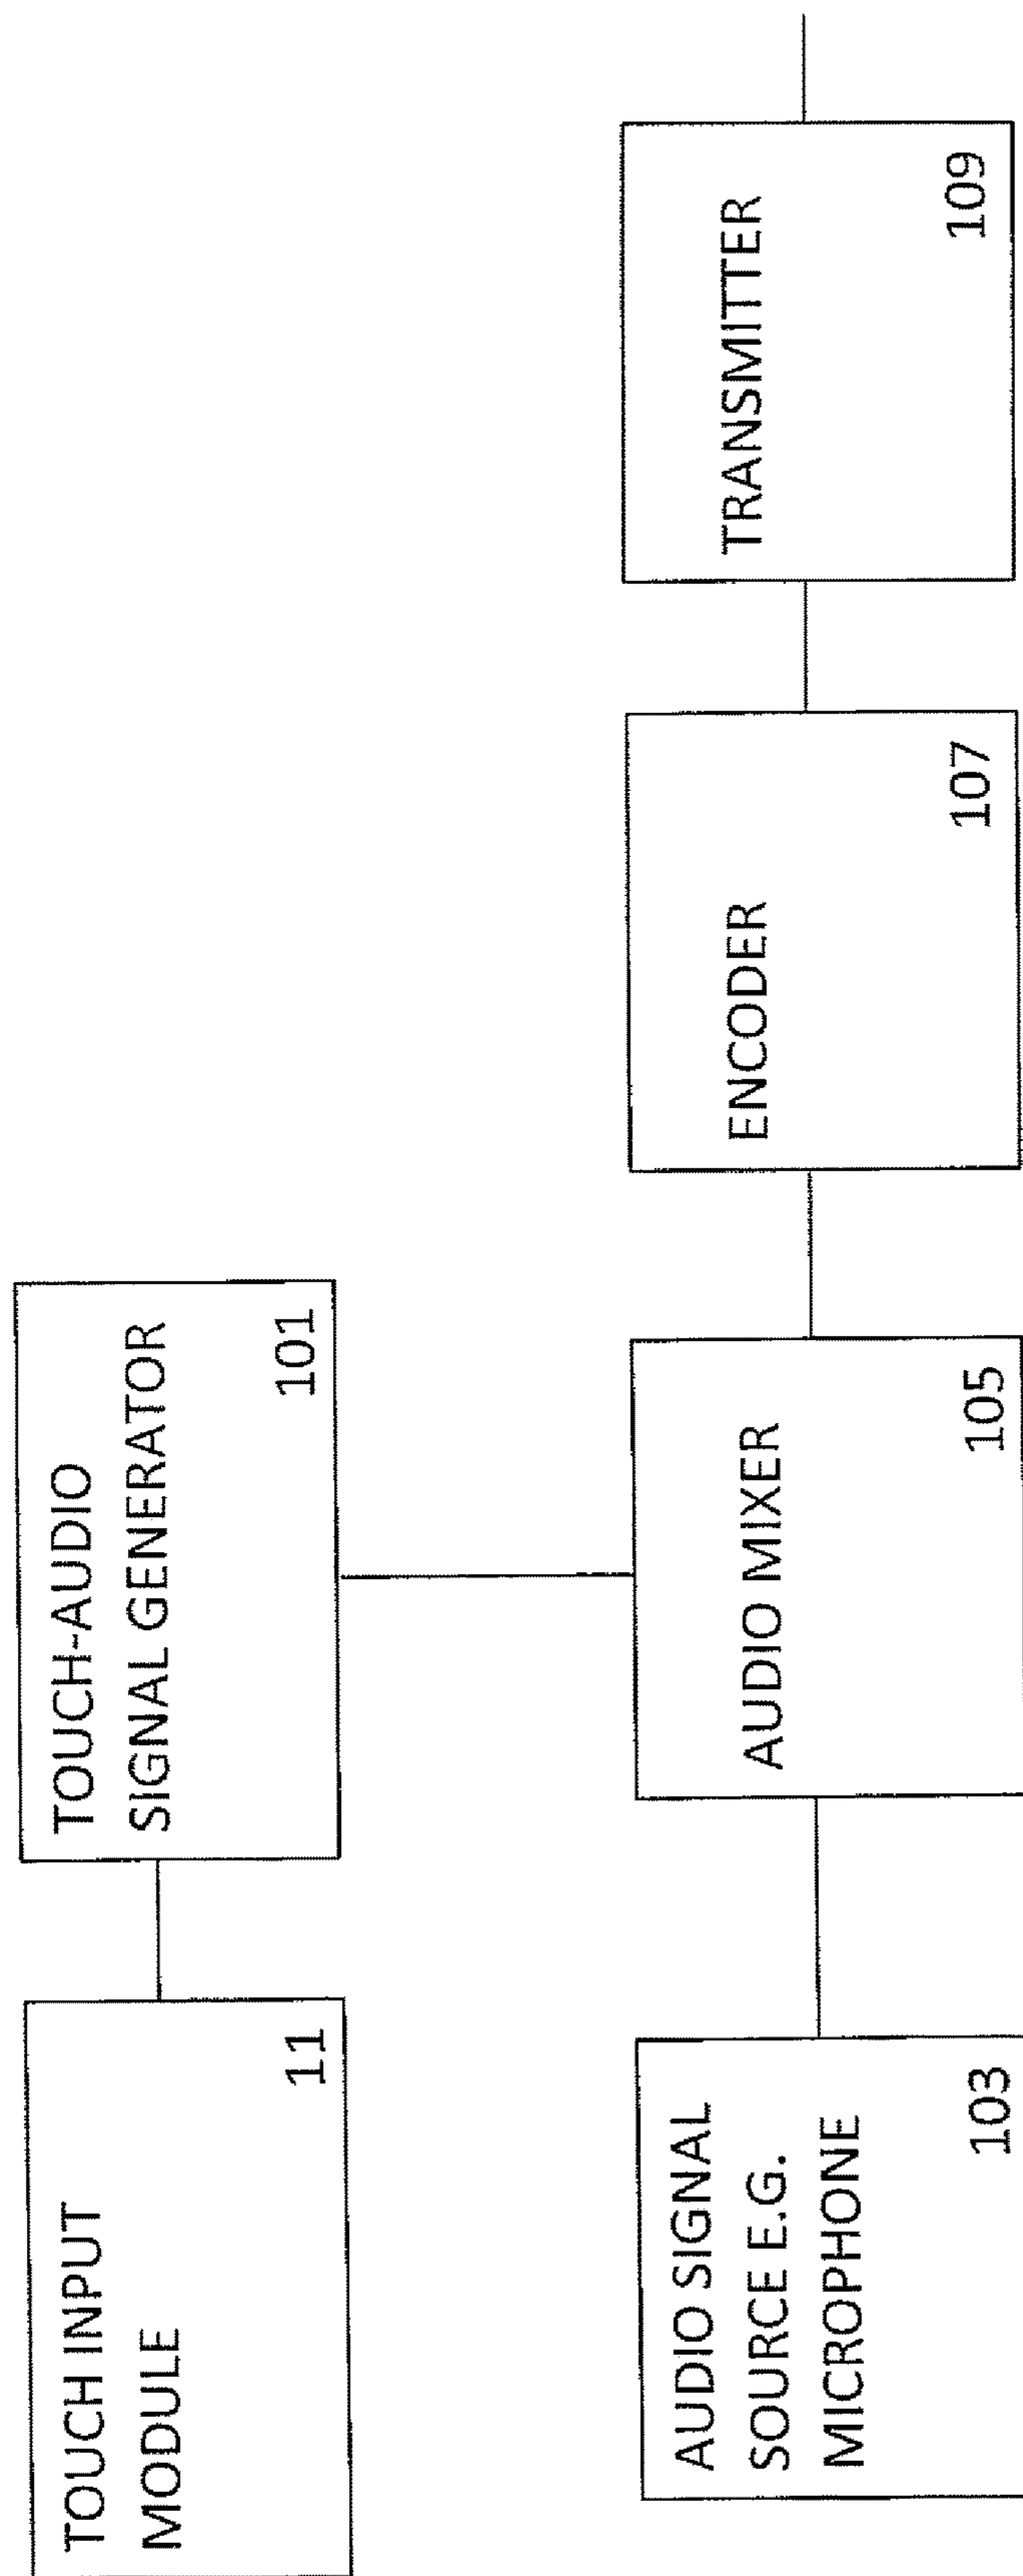 TOUCH INPUT
MODULE
11
TOUCH-AUDIO
SIGNAL GENERATOR
101
AUDIO SIGNAL
SOURCE E.G.
MICROPHONE
103
AUDIO MIXER
105
ENCODER
107
TRANSMITTER
109